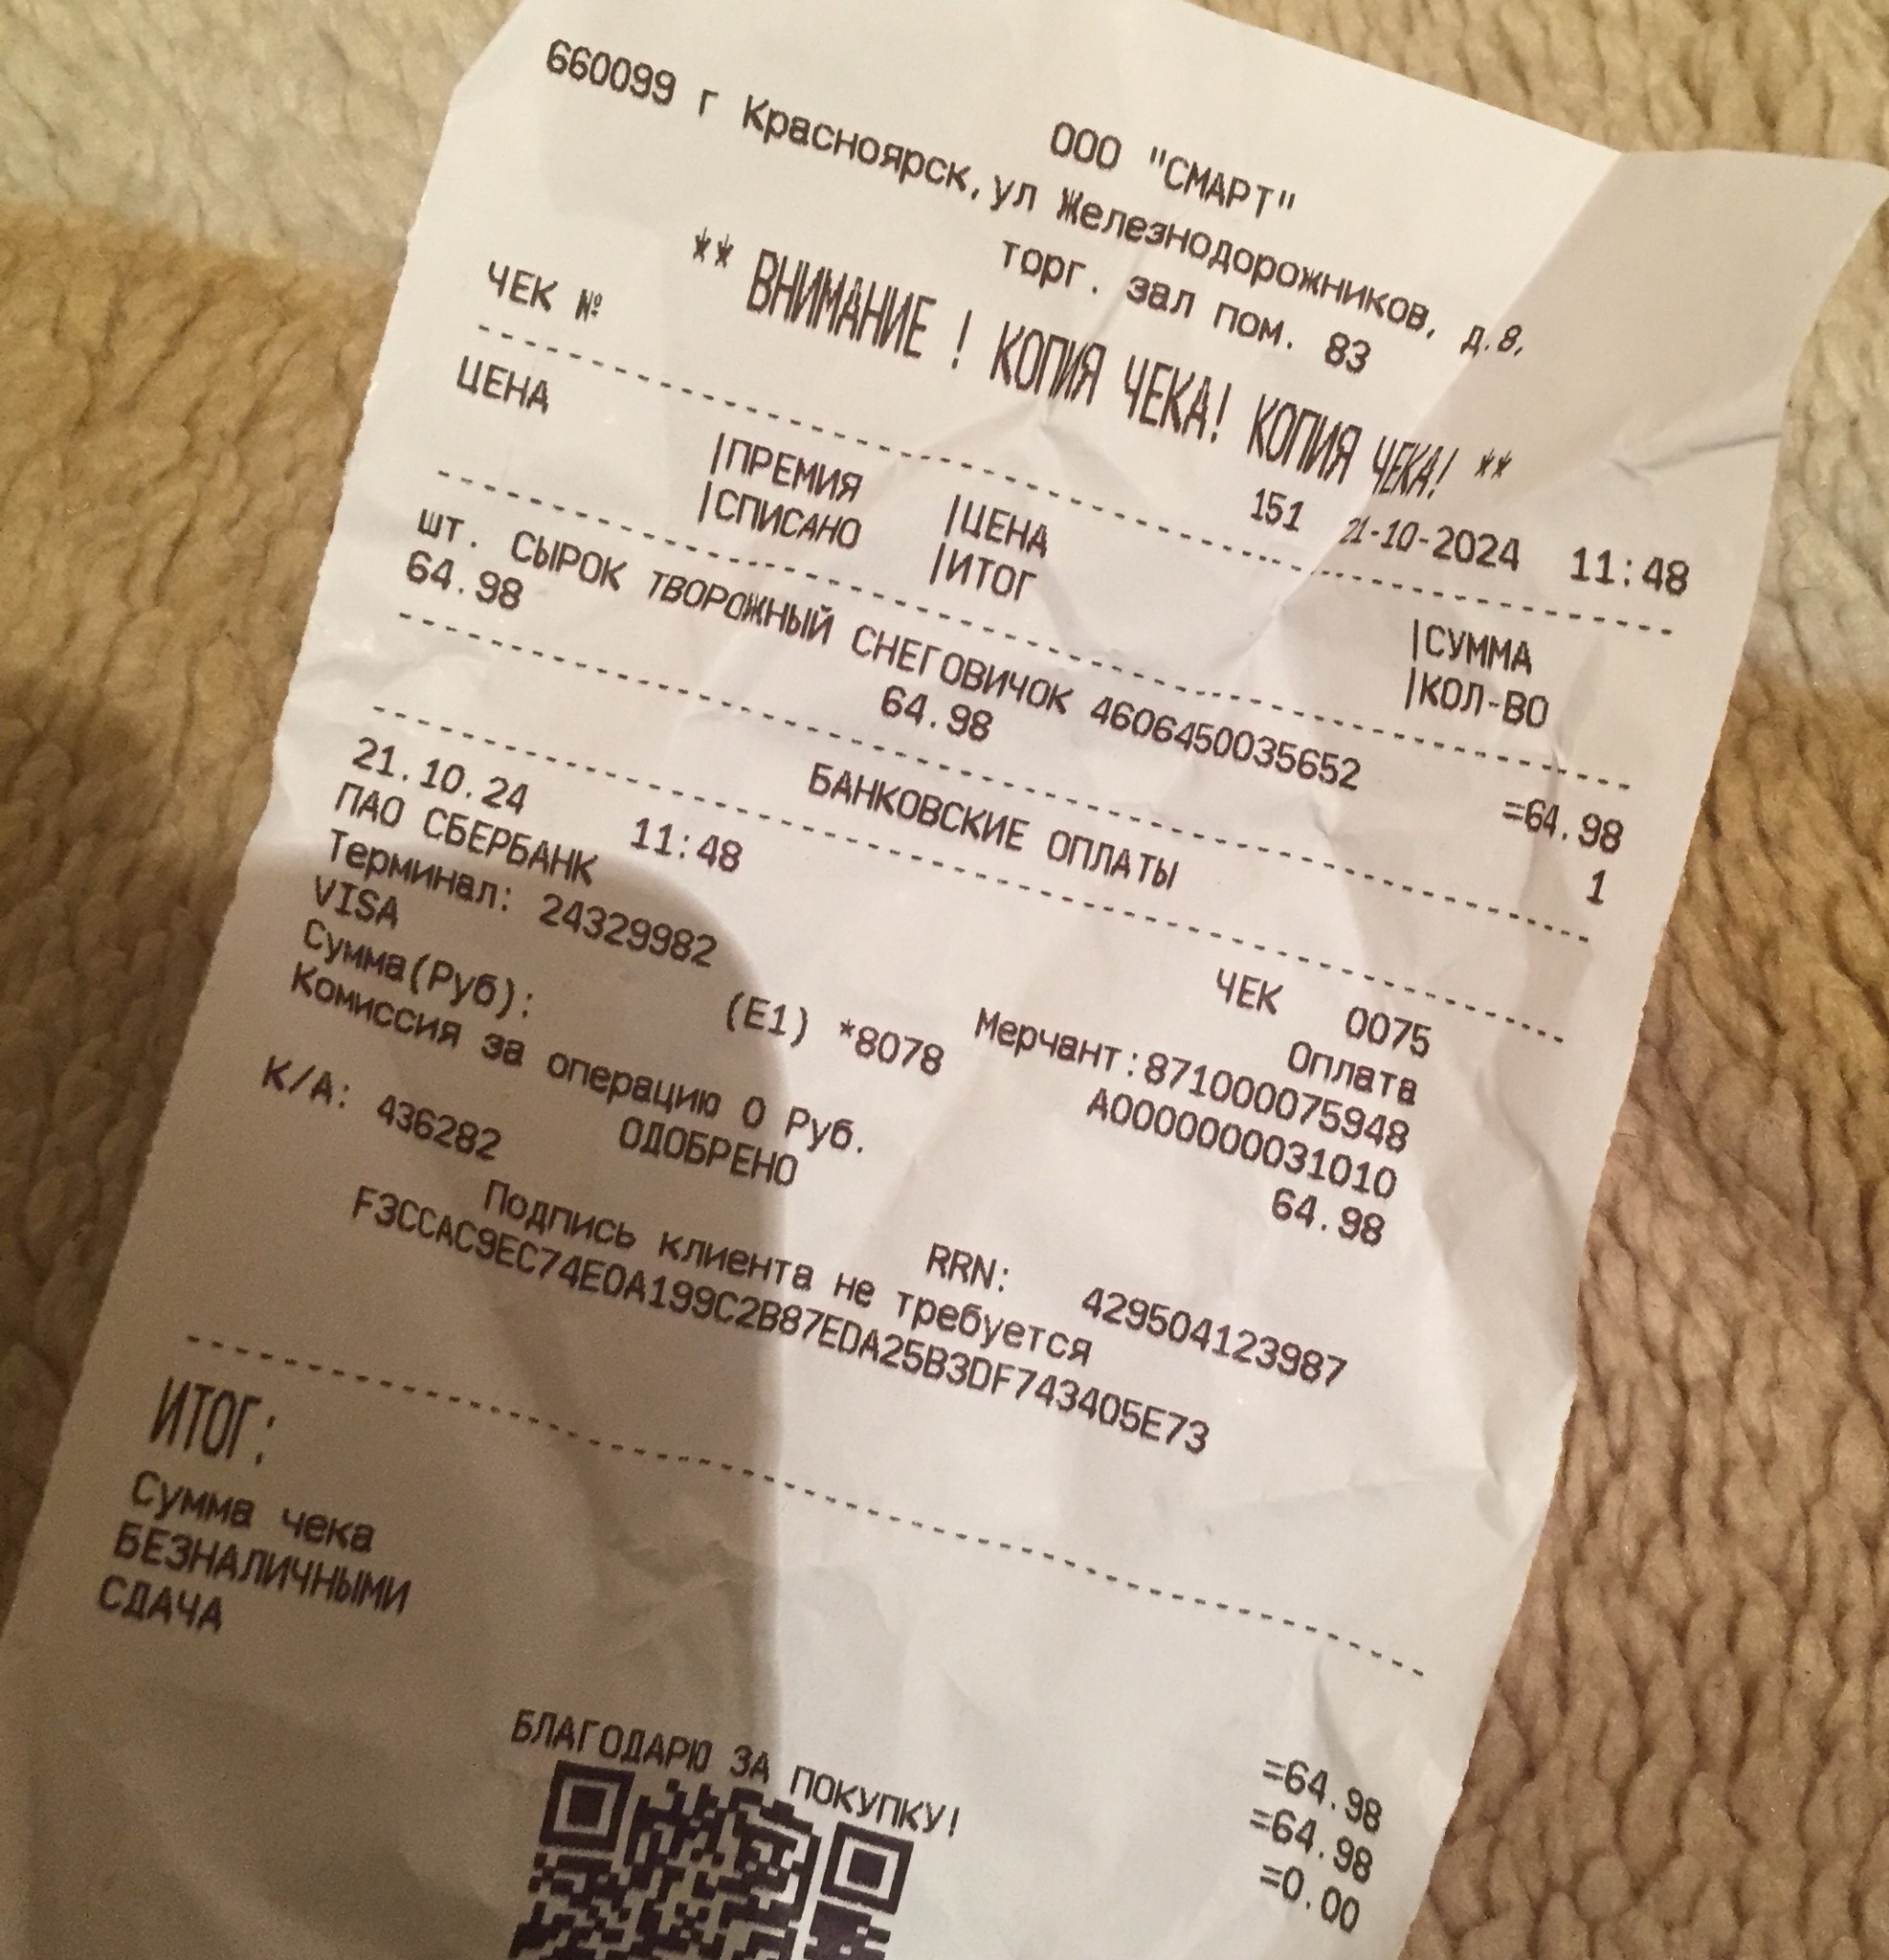 ООО "СМАРТ"
660099 г Красноярск, ул Железнодорожников, д.8,
торг. зал пом. 83
** ВНИМАНИЕ ! КОПИЯ ЧЕКА! КОПИЯ ЧЕКА! **
ЧЕК № 151 21-10-2024 11:48
ЦЕНА |ПРЕМИЯ |ЦЕНА |СУММА
|СПИСАНО |ИТОГ |КОЛ-ВО
шт. СЫРОК ТВОРОЖНЫЙ СНЕГОВИЧОК 4606450035652
64.98 64.98 =64.98
1
БАНКОВСКИЕ ОПЛАТЫ
21.10.24 11:48 ЧЕК 0075
ПАО СБЕРБАНК Оплата
Терминал: 24329982 Мерчант:871000075948
VISA A0000000031010
(E1) *8078
Сумма(Руб): 64.98
Комиссия за операцию 0 Руб.
ОДОБРЕНО
К/А: 436282 RRN: 429504123987
Подпись клиента не требуется
F3CCAC9EC74E0A199C2B87EDA25B3DF743405E73
ИТОГ: =64.98
Сумма чека =64.98
БЕЗНАЛИЧНЫМИ =0.00
СДАЧА
БЛАГОДАРЮ ЗА ПОКУПКУ!